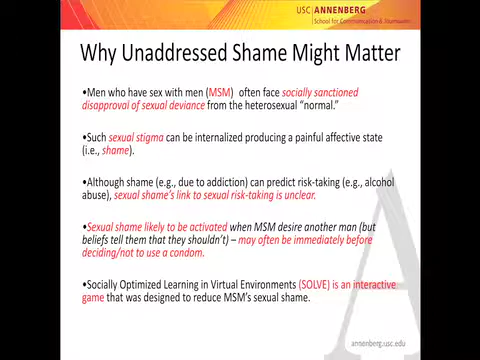 USC ANNENBERG
School for Communication & Journalism
Why Unaddressed Shame Might Matter
•Men who have sex with men (MSM) often face socially sanctioned
disapproval of sexual deviance from the heterosexual “normal.”
•Such sexual stigma can be internalized producing a painful affective state
(i.e., shame).
•Although shame (e.g., due to addiction) can predict risk-taking (e.g., alcohol
abuse), sexual shame’s link to sexual risk-taking is unclear.
•Sexual shame likely to be activated when MSM desire another man (but
beliefs tell them that they shouldn’t) – may often be immediately before
deciding/not to use a condom.
•Socially Optimized Learning in Virtual Environments (SOLVE) is an interactive
game that was designed to reduce MSM’s sexual shame.
annenberg.usc.edu